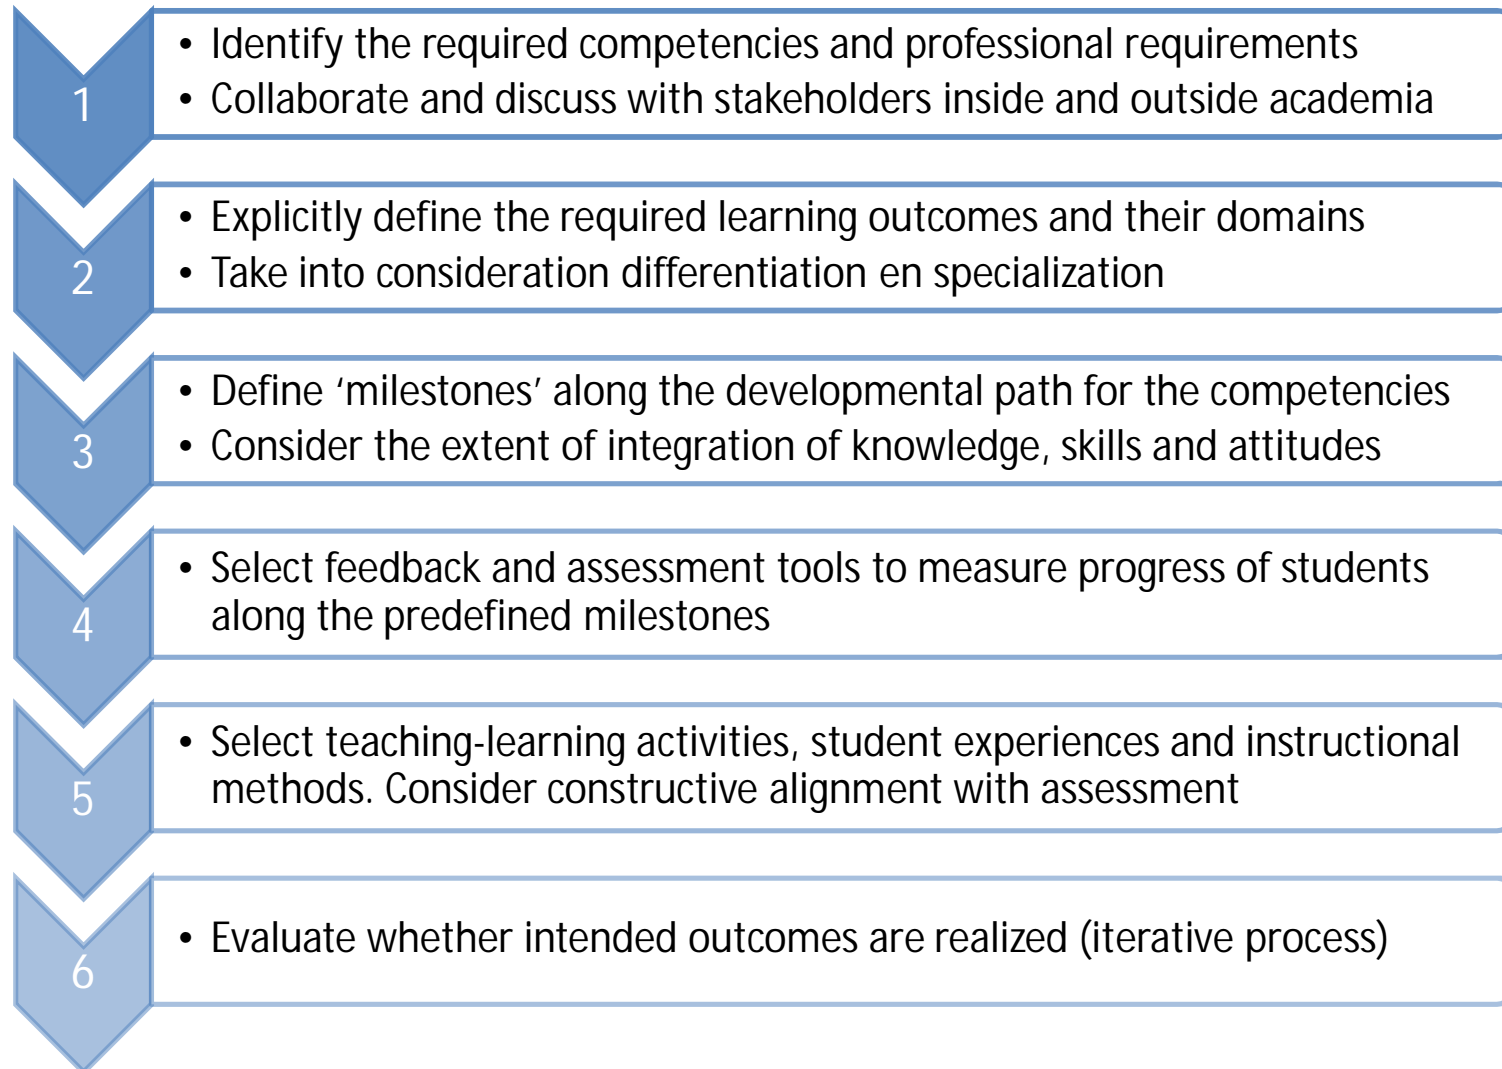 1
• Identify the required competencies and professional requirements
• Collaborate and discuss with stakeholders inside and outside academia
2
• Explicitly define the required learning outcomes and their domains
• Take into consideration differentiation en specialization
3
• Define ‘milestones’ along the developmental path for the competencies
• Consider the extent of integration of knowledge, skills and attitudes
4
• Select feedback and assessment tools to measure progress of students
along the predefined milestones
5
• Select teaching-learning activities, student experiences and instructional
methods. Consider constructive alignment with assessment
6
• Evaluate whether intended outcomes are realized (iterative process)